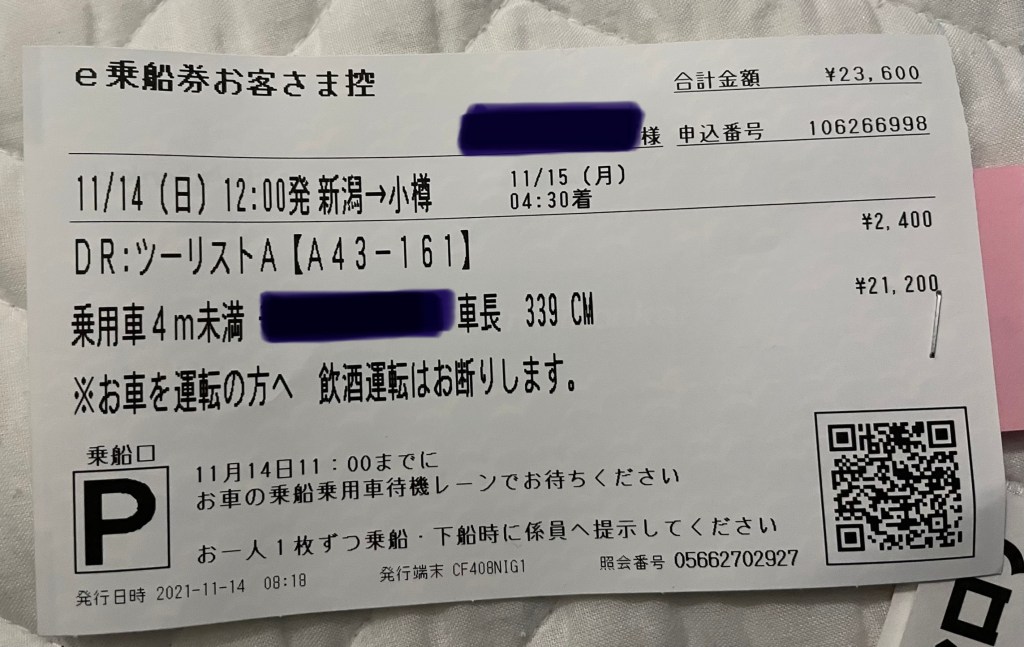 e乗船券お客さま控
合計金額 ¥23,600
様 申込番号 106266998
11/14（日）12:00発 新潟→小樽 11/15（月）
04:30着
DR:ツーリストA【A43-161】 ¥2,400
乗用車4m未満 車長 339 CM ¥21,200
※お車を運転の方へ 飲酒運転はお断りします。
乗船口
P
11月14日11：00までに
お車の乗船乗用車待機レーンでお待ちください
お一人1枚ずつ乗船・下船時に係員へ提示してください
発行日時 2021-11-14 08:18 発行端末 CF408NIG1 照会番号 05662702927